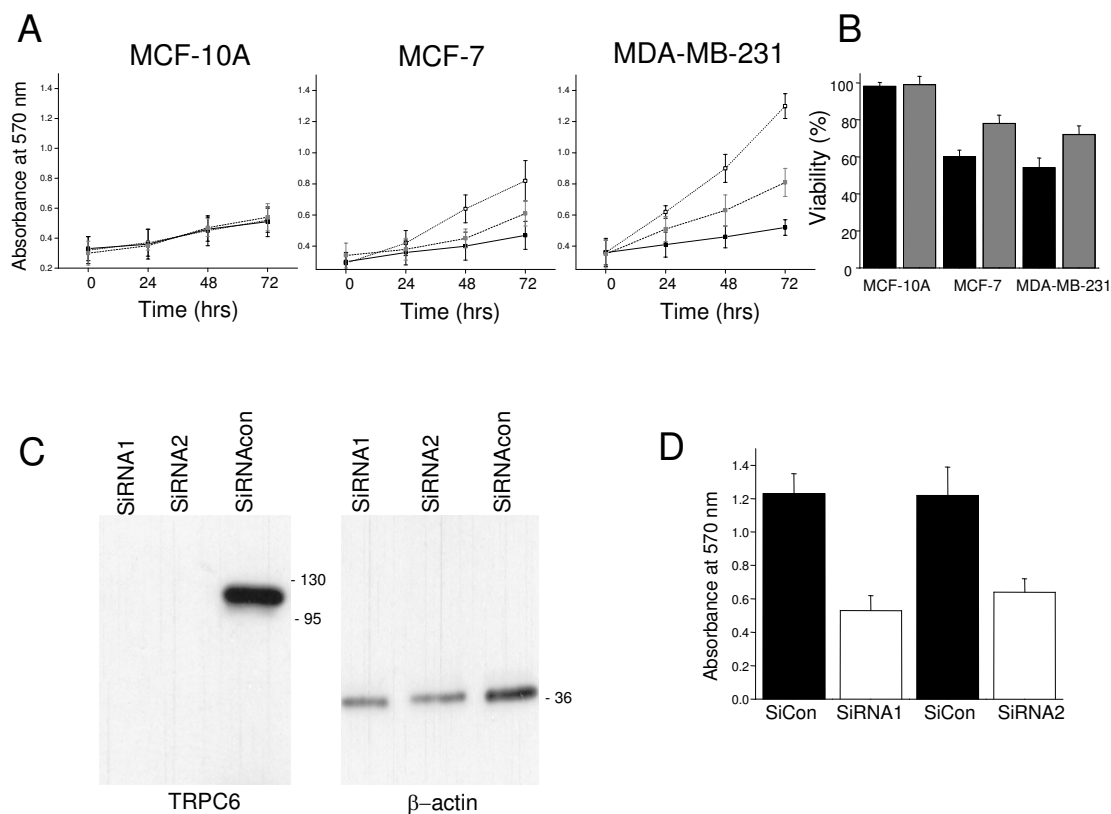 A
MCF-10A
MCF-7
MDA-MB-231
Absorbance at 570 nm
1.4
1.2
1.0
0.8
0.6
0.4
0.2
0 24 48 72
Time (hrs)
1.4
1.2
1.0
0.8
0.6
0.4
0 24 48 72
Time (hrs)
1.4
1.2
1.0
0.8
0.6
0.4
0 24 48 72
Time (hrs)
B
Viability (%)
100
80
60
40
20
0
MCF-10A MCF-7 MDA-MB-231
C
SiRNA1
SiRNA2
SiRNAcon
- 130
- 95
TRPC6
SiRNA1
SiRNA2
SiRNAcon
- 36
β−actin
D
Absorbance at 570 nm
1.4
1.2
1.0
0.8
0.6
0.4
0.2
0.0
SiCon SiRNA1 SiCon SiRNA2